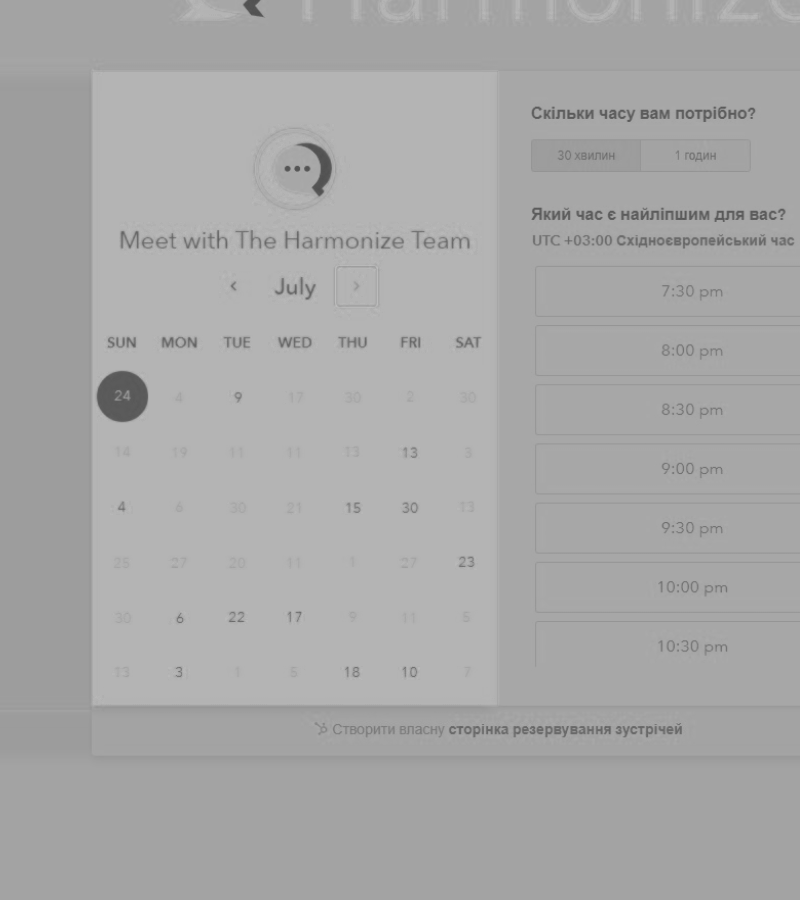 Harmonize
Meet with The Harmonize Team
July
SUN MON TUE WED THU FRI SAT
24 4 9 17 30 2 30
14 19 11 11 13 13 3
4 6 30 21 15 30 13
25 27 20 11 1 27 23
30 6 22 17 9 11 5
13 3 1 5 18 10 7
Скільки часу вам потрібно?
30 хвилин 1 годин
Який час є найліпшим для вас?
UTC +03:00 Східноєвропейський час
7:30 pm
8:00 pm
8:30 pm
9:00 pm
9:30 pm
10:00 pm
10:30 pm
Створити власну сторінка резервування зустрічей